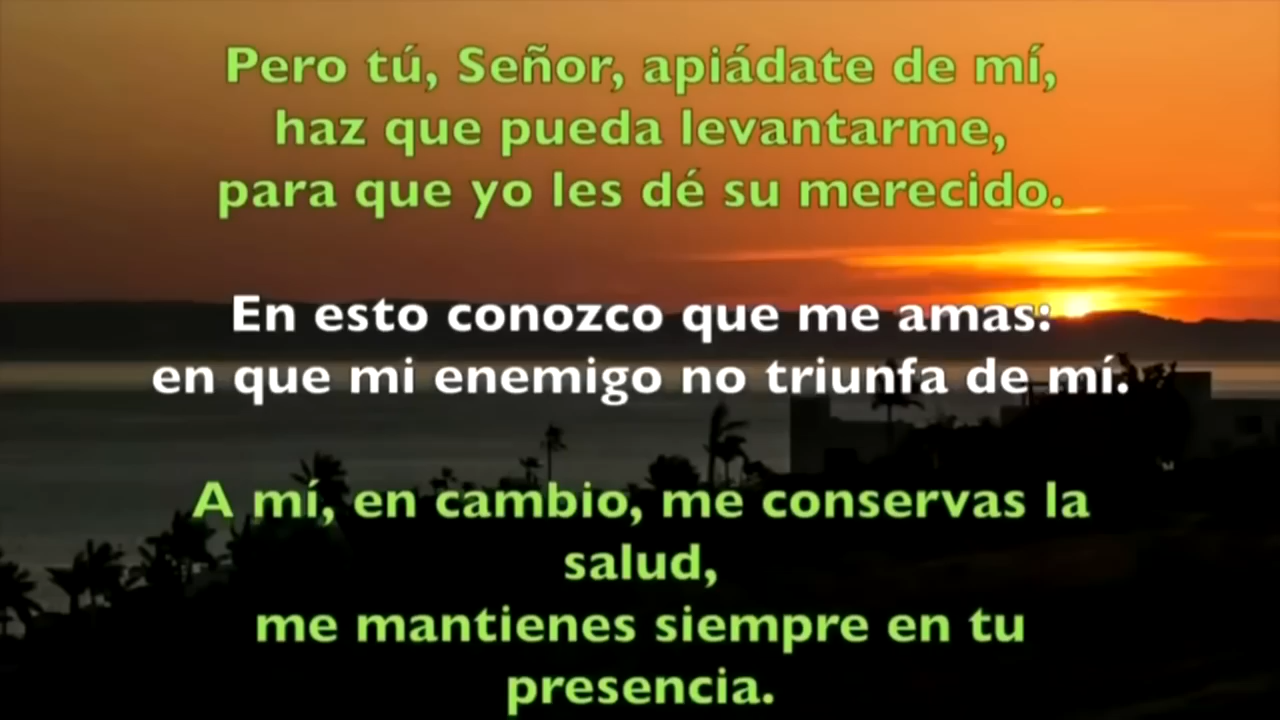 Pero tú, Señor, apiádate de mí,
haz que pueda levantarme,
para que yo les dé su merecido.
En esto conozco que me amas:
en que mi enemigo no triunfa de mí.
A mí, en cambio, me conservas la
salud,
me mantienes siempre en tu
presencia.